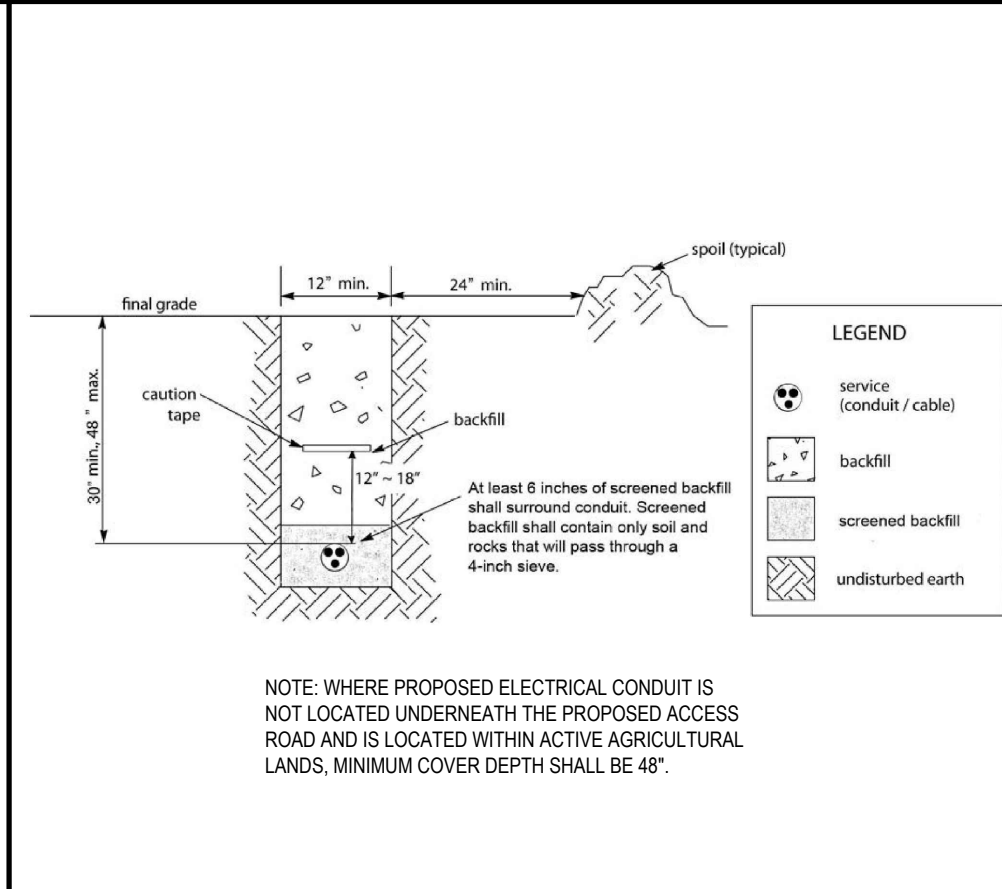 spoil (typical)
12" min.
24" min.
final grade
30" min., 48" max.
caution
tape
backfill
12" ~ 18"
At least 6 inches of screened backfill
shall surround conduit. Screened
backfill shall contain only soil and
rocks that will pass through a
4-inch sieve.
LEGEND
service
(conduit / cable)
backfill
screened backfill
undisturbed earth
NOTE: WHERE PROPOSED ELECTRICAL CONDUIT IS
NOT LOCATED UNDERNEATH THE PROPOSED ACCESS
ROAD AND IS LOCATED WITHIN ACTIVE AGRICULTURAL
LANDS, MINIMUM COVER DEPTH SHALL BE 48".